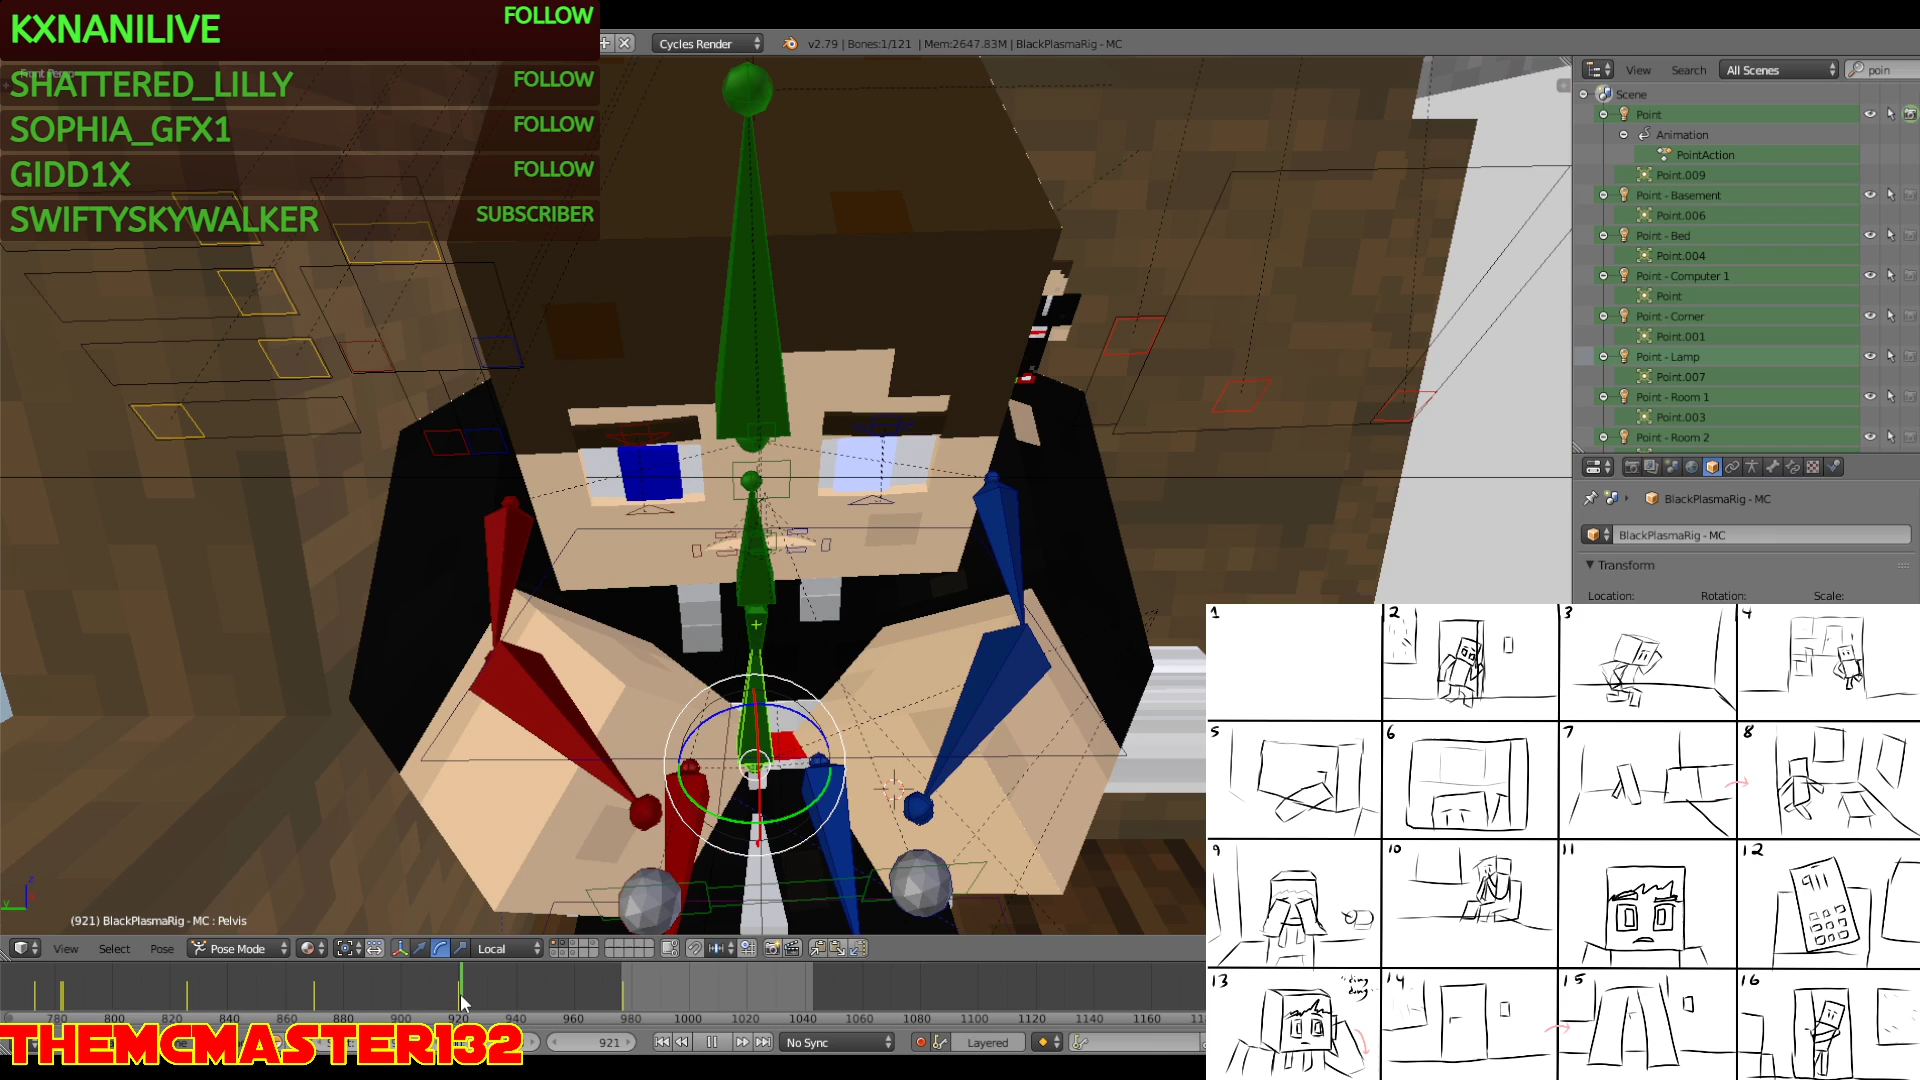 KXNANILIVE FOLLOW
SHATTERED_LILLY FOLLOW
SOPHIA_GFX1 FOLLOW
GIDD1X FOLLOW
SWIFTYSKYWALKER SUBSCRIBER
Cycles Render v2.79 | Bones:1/121 | Mem:2647.83M | BlackPlasmaRig - MC
View Search All Scenes poin
Scene
Point
Animation
PointAction
Point.009
Point - Basement
Point.006
Point - Bed
Point.004
Point - Computer 1
Point
Point - Corner
Point.001
Point - Lamp
Point.007
Point - Room 1
Point.003
Point - Room 2
BlackPlasmaRig - MC
BlackPlasmaRig - MC
Transform
Location: Rotation: Scale:
1 2 3 4
5 6 7 8
9 10 11 12
911
13 14 15 16
"ding dong"
z
y
(921) BlackPlasmaRig - MC : Pelvis
View Select Pose Pose Mode Local
780 800 820 840 860 880 900 920 940 960 980 1000 1020 1040 1060 1080 1100 1120 1140 1160
THEMCMASTER132
921 No Sync Layered